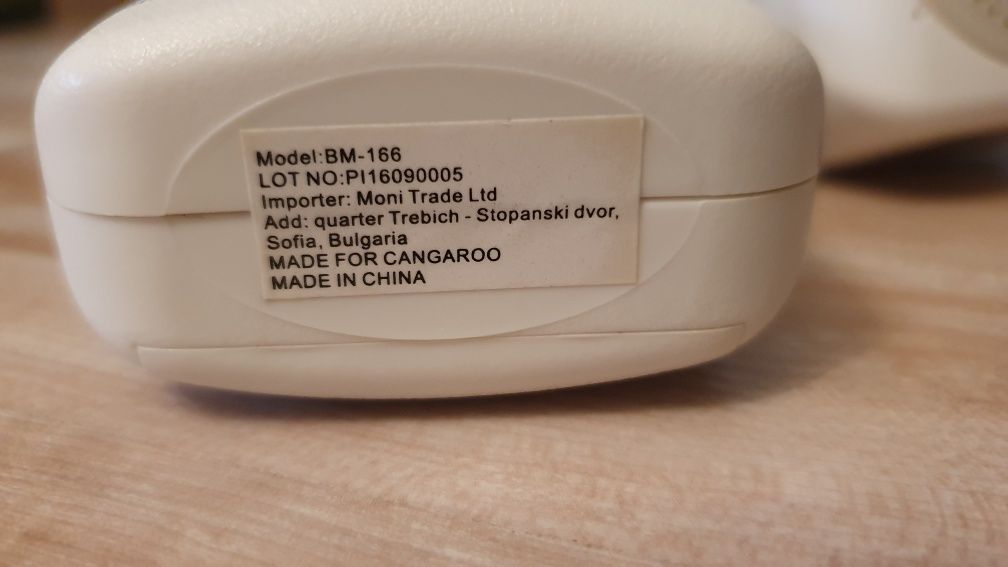 Model:BM-166
LOT NO:PI16090005
Importer: Moni Trade Ltd
Add: quarter Trebich - Stopanski dvor,
Sofia, Bulgaria
MADE FOR CANGAROO
MADE IN CHINA